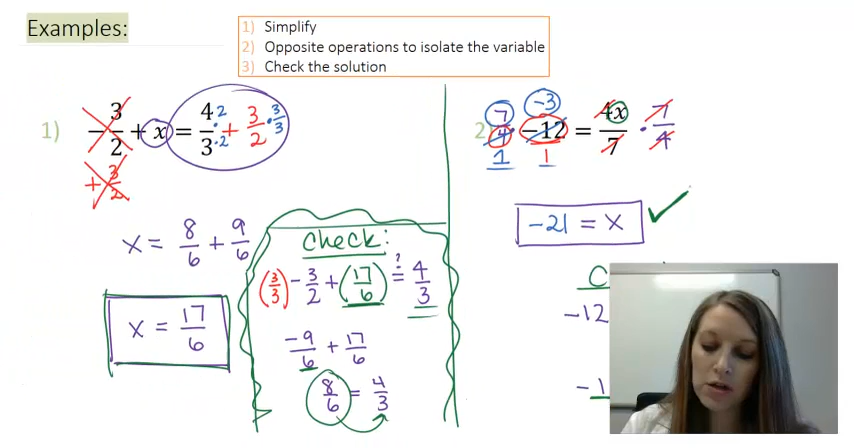 Examples:
1) Simplify
2) Opposite operations to isolate the variable
3) Check the solution
1) -3/2 + x = 4/3 ·2/·2 + 3/2 · 3/3
+ 3/2
x = 8/6 + 9/6
x = 17/6
Check:
(3/3) -3/2 + (17/6) ≟ 4/3
-9/6 + 17/6
8/6 = 4/3
2) 7/4 -12 = 4x/7 · 7/4
-3
1 1
-21 = x ✓
C
-12
-1